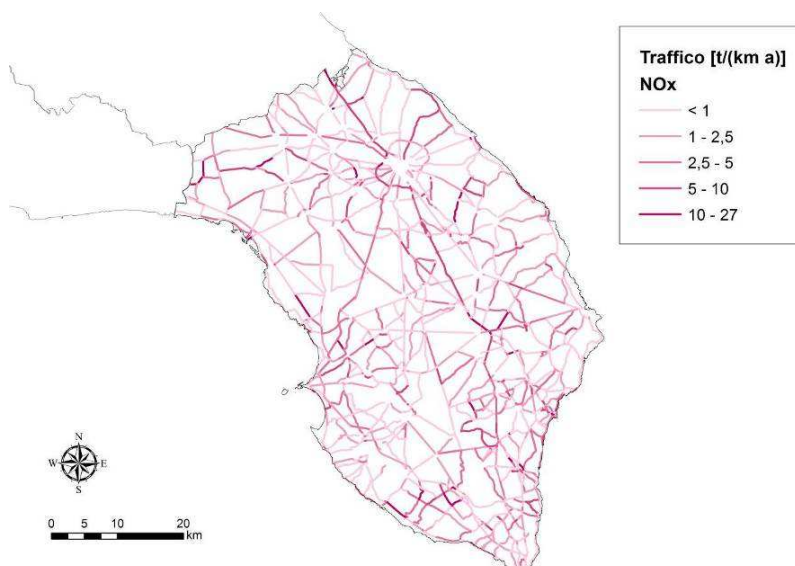 Traffico [t/(km a)]
NOx
< 1
1 - 2,5
2,5 - 5
5 - 10
10 - 27
N
W E
S
0 5 10 20
km